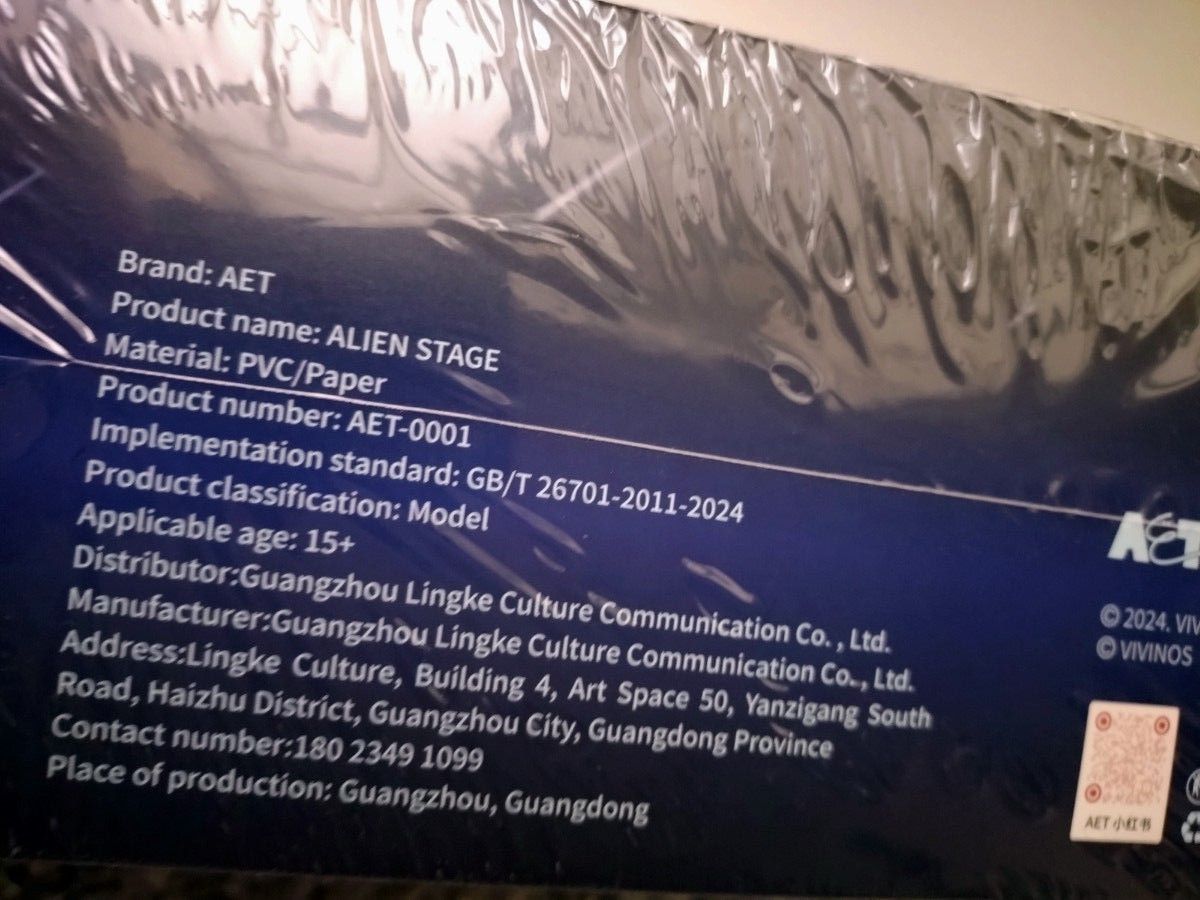 Brand: AET
Product name: ALIEN STAGE
Material: PVC/Paper
Product number: AET-0001
Implementation standard: GB/T 26701-2011-2024
Product classification: Model
Applicable age: 15+
Distributor:Guangzhou Lingke Culture Communication Co. , Ltd.
Manufacturer:Guangzhou Lingke Culture Communication Co., Ltd.
Address:Lingke Culture, Building 4, Art Space 50, Yanzigang South
Road, Haizhu District, Guangzhou City, Guangdong Province
Contact number:180 2349 1099
Place of production: Guangzhou, Guangdong
AET
© 2024. VIV
© VIVINOS
AET 小红书